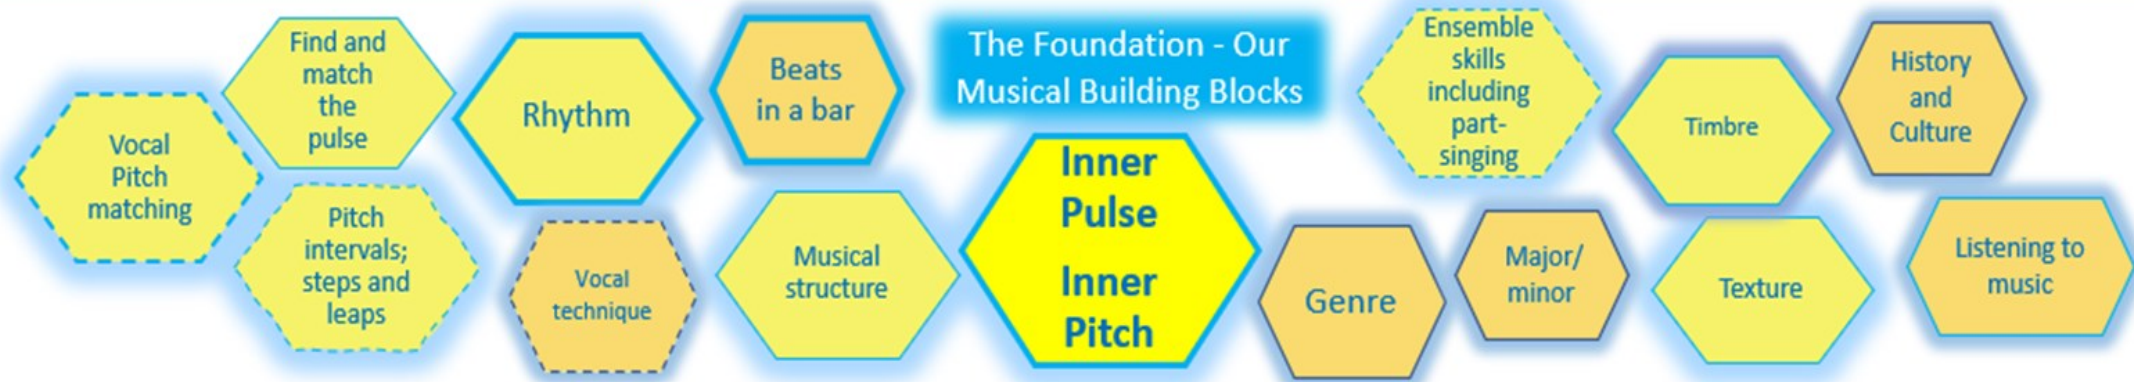 Vocal
Pitch
matching
Find and
match
the
pulse
Pitch
intervals;
steps and
leaps
Rhythm
Vocal
technique
Beats
in a bar
Musical
structure
The Foundation - Our
Musical Building Blocks
Inner
Pulse
Inner
Pitch
Genre
Ensemble
skills
including
part-
singing
Major/
minor
Timbre
Texture
History
and
Culture
Listening to
music